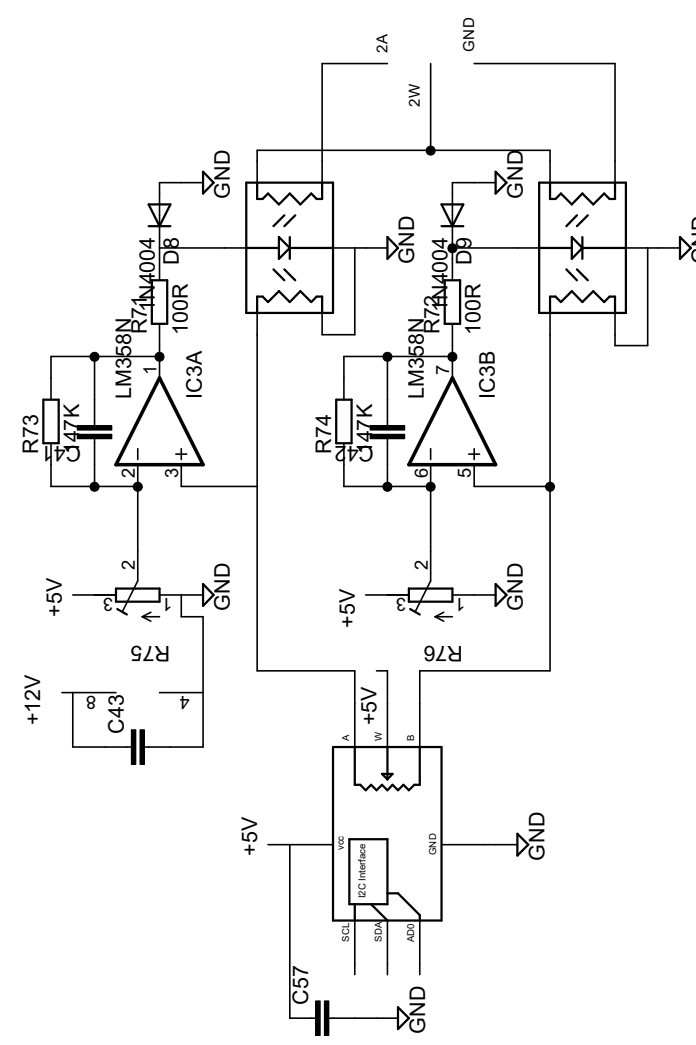 2A
GND
2W
GND
GND
GND
GND
1N4004
D8
R71
100R
LM358N
IC3A
1
1N4004
D9
R72
100R
LM358N
IC3B
7
R73
47K
C41
2
3
−
+
R74
47K
C42
6
5
−
+
+5V
3
2
1
GND
R75
+5V
3
2
1
GND
R76
+12V
8
4
C43
+5V
A
W
B
+5V
VCC
GND
GND
I2C Interface
SCL
SDA
AD0
C57
GND